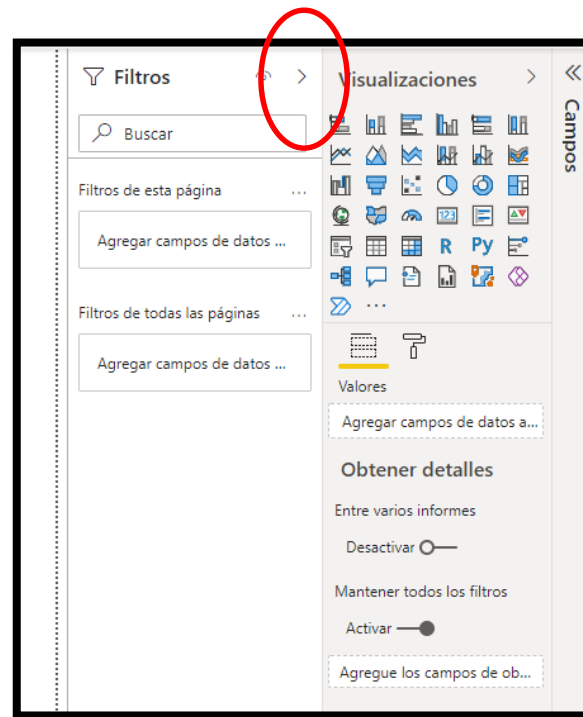 Filtros
Buscar
Filtros de esta página ...
Agregar campos de datos ...
Filtros de todas las páginas ...
Agregar campos de datos ...
Visualizaciones
123
R Py
...
Valores
Agregar campos de datos a...
Obtener detalles
Entre varios informes
Desactivar
Mantener todos los filtros
Activar
Agregue los campos de ob...
Campos